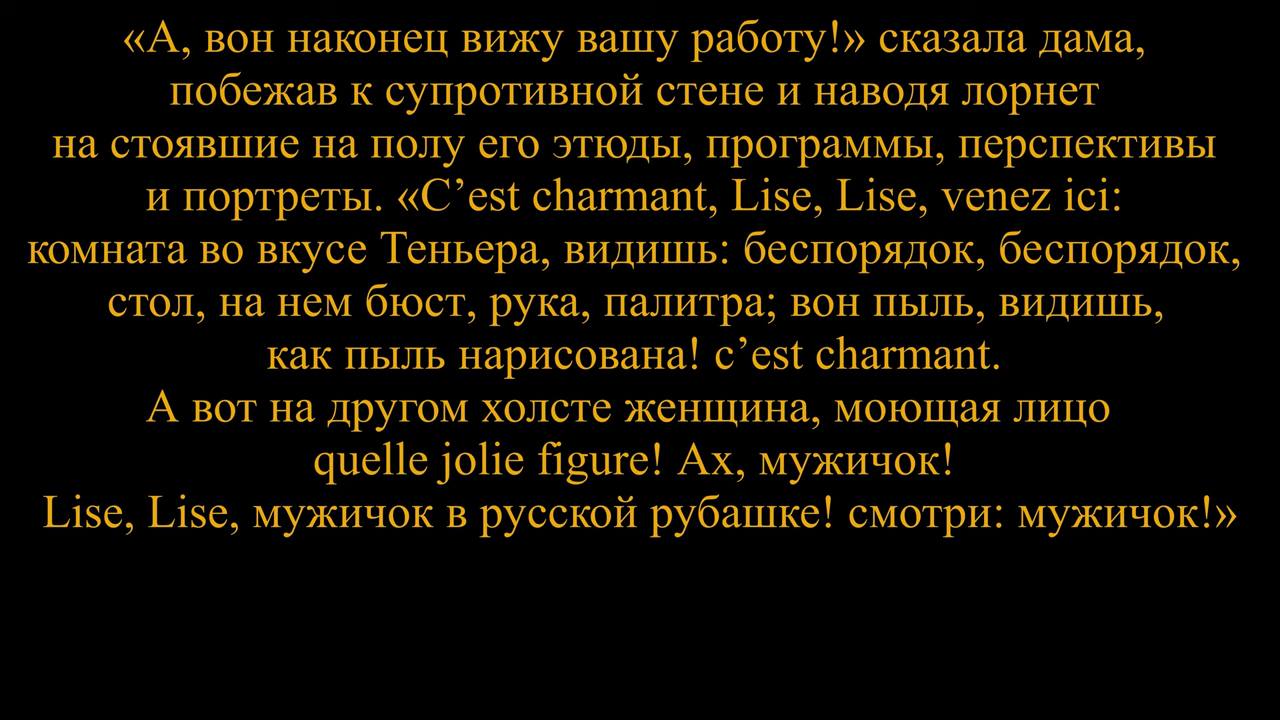 «А, вон наконец вижу вашу работу!» сказала дама,
побежав к супротивной стене и наводя лорнет
на стоявшие на полу его этюды, программы, перспективы
и портреты. «C’est charmant, Lise, Lise, venez ici:
комната во вкусе Теньера, видишь: беспорядок, беспорядок,
стол, на нем бюст, рука, палитра; вон пыль, видишь,
как пыль нарисована! c’est charmant.
А вот на другом холсте женщина, моющая лицо
quelle jolie figure! Ах, мужичок!
Lise, Lise, мужичок в русской рубашке! смотри: мужичок!»